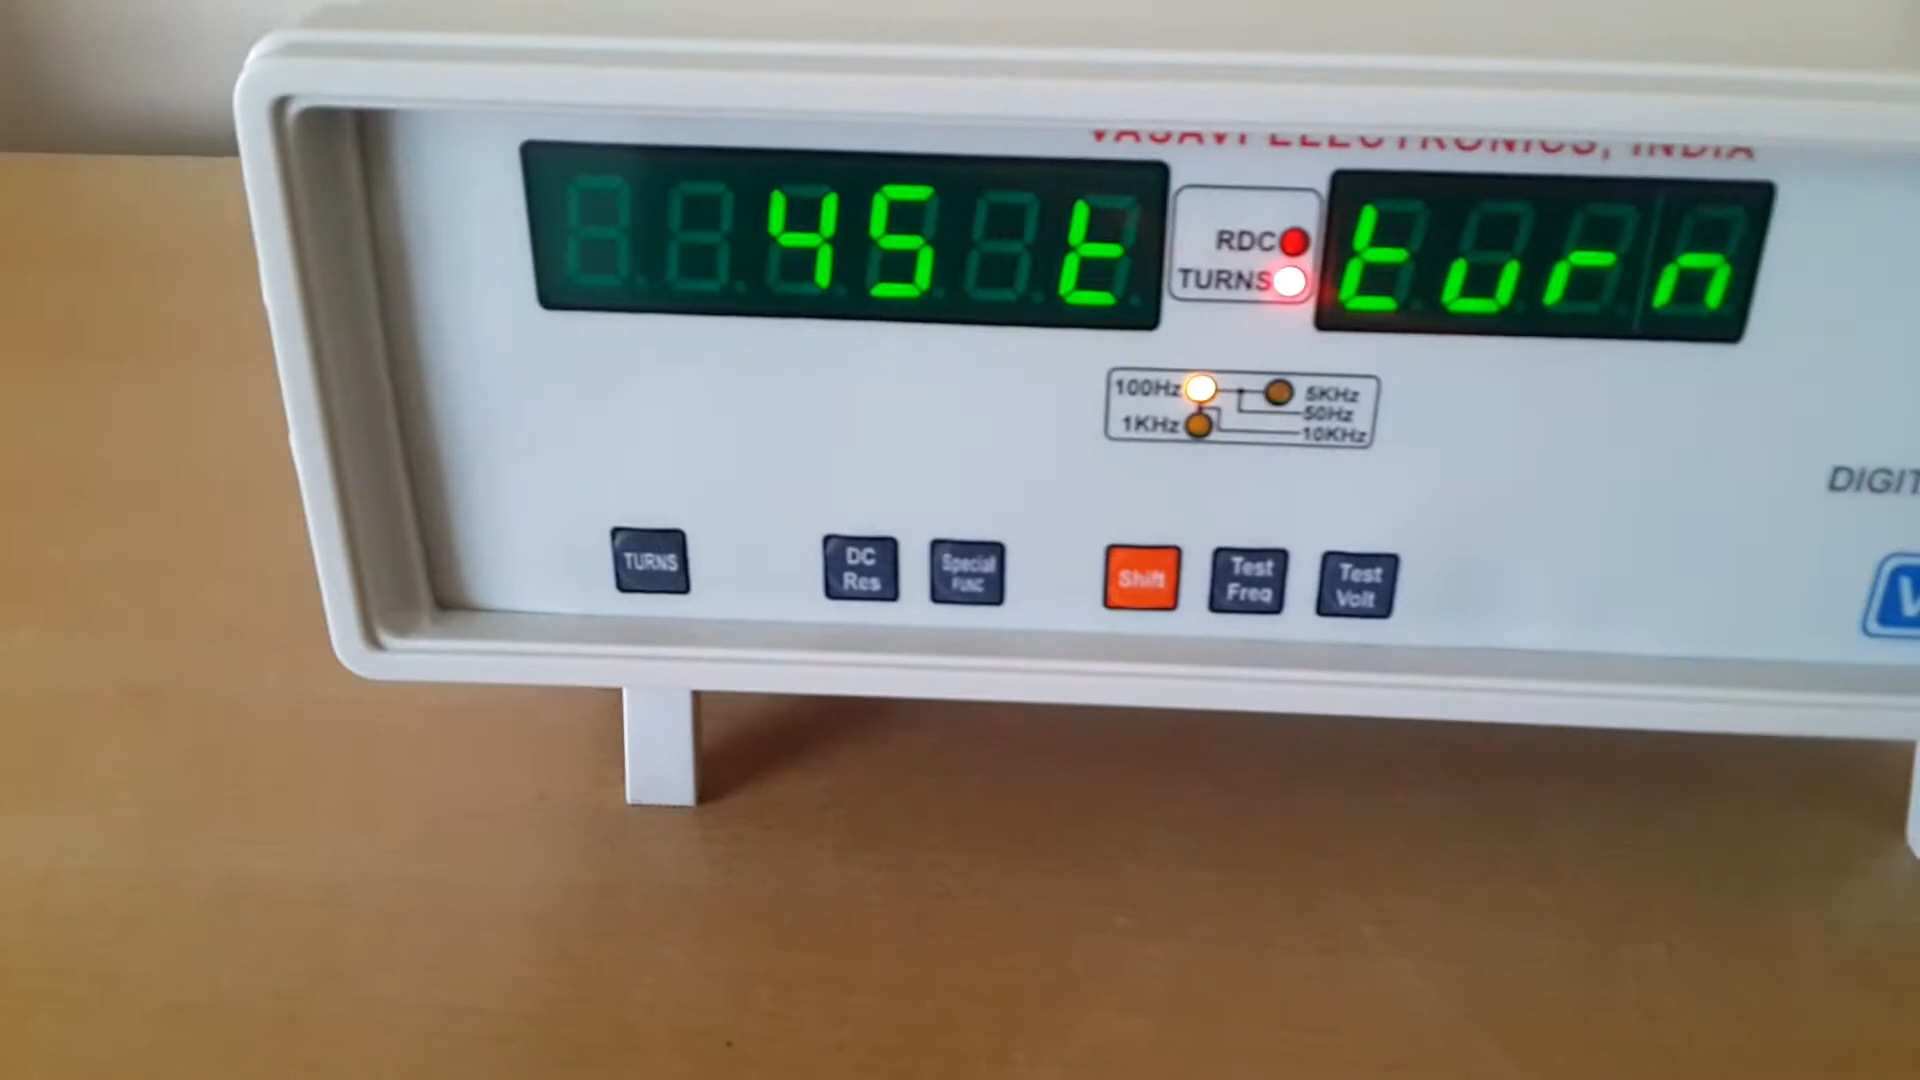 VASAVI ELECTRONICS, INDIA
45 t
RDC
TURNS
turn
100Hz
5KHz
50Hz
1KHz
10KHz
DIGIT
TURNS
DC
Res
Special
FUNC
Shift
Test
Freq
Test
Volt
V